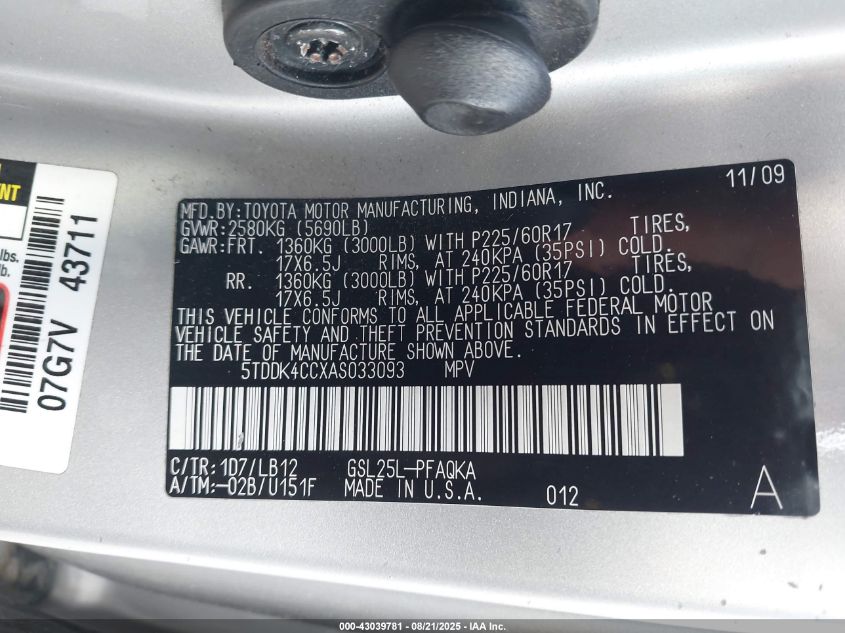 NT
lbs.
lb.
07G7V 43711
11/09
MFD.BY:TOYOTA MOTOR MANUFACTURING, INDIANA, INC.
GVWR:2580KG (5690LB)
GAWR:FRT. 1360KG (3000LB) WITH P225/60R17 TIRES,
17X6.5J RIMS, AT 240KPA (35PSI) COLD.
RR. 1360KG (3000LB) WITH P225/60R17 TIRES,
17X6.5J RIMS, AT 240KPA (35PSI) COLD.
THIS VEHICLE CONFORMS TO ALL APPLICABLE FEDERAL MOTOR
VEHICLE SAFETY AND THEFT PREVENTION STANDARDS IN EFFECT ON
THE DATE OF MANUFACTURE SHOWN ABOVE.
5TDDK4CCXAS033093 MPV
C/TR:1D7/LB12 GSL25L-PFAQKA
A/TM:-02B/U151F MADE IN U.S.A. 012
A
000-43039781 - 08/21/2025 - IAA Inc.